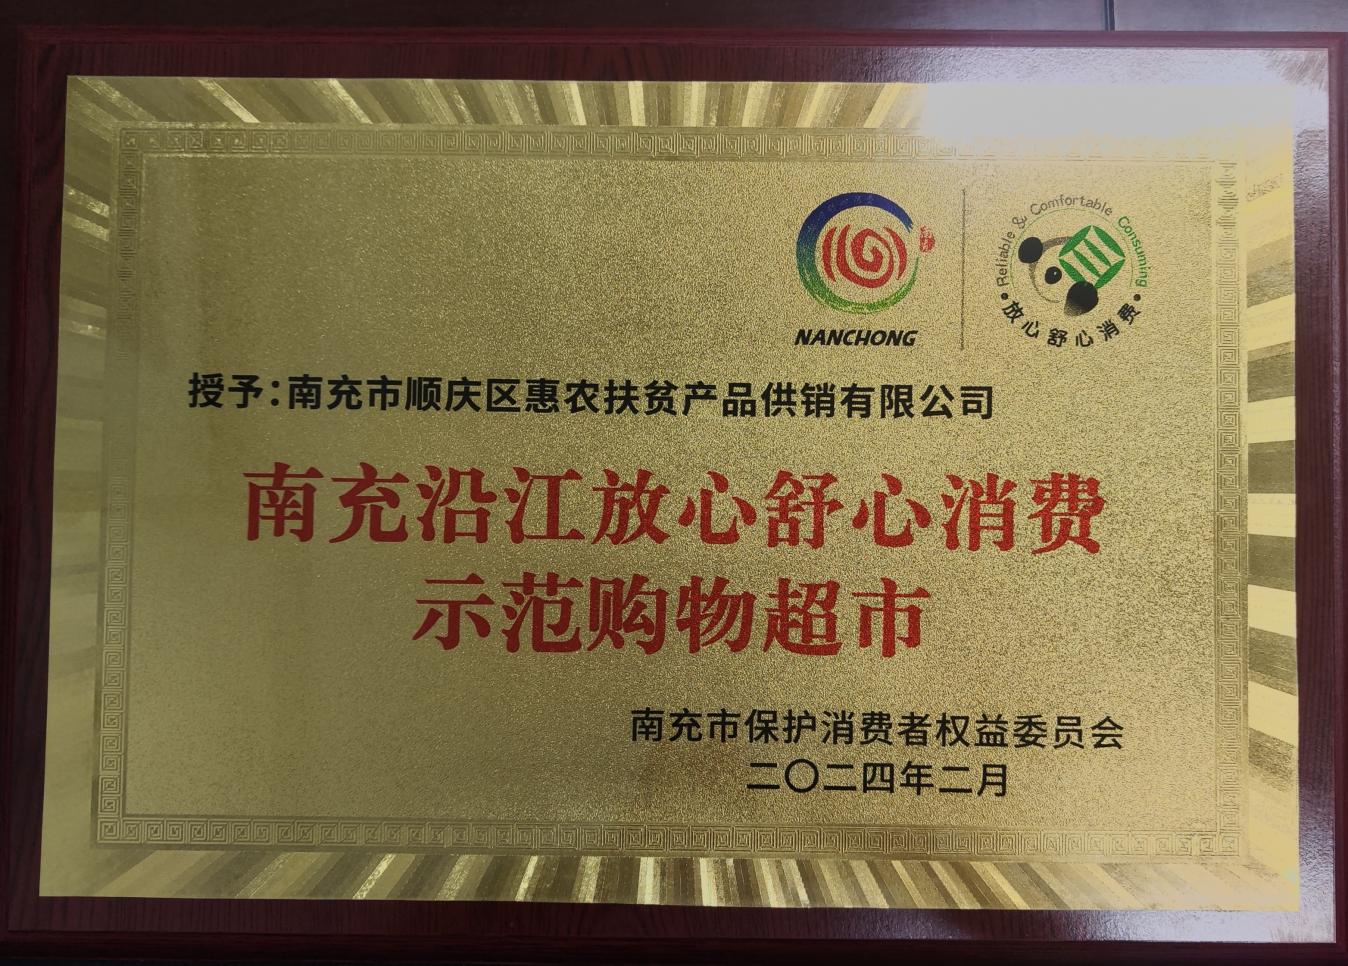 NANCHONG
Reliable & Comfortable Consuming
放心舒心消费
授予:南充市顺庆区惠农扶贫产品供销有限公司
南充沿江放心舒心消费
示范购物超市
南充市保护消费者权益委员会
二〇二四年二月